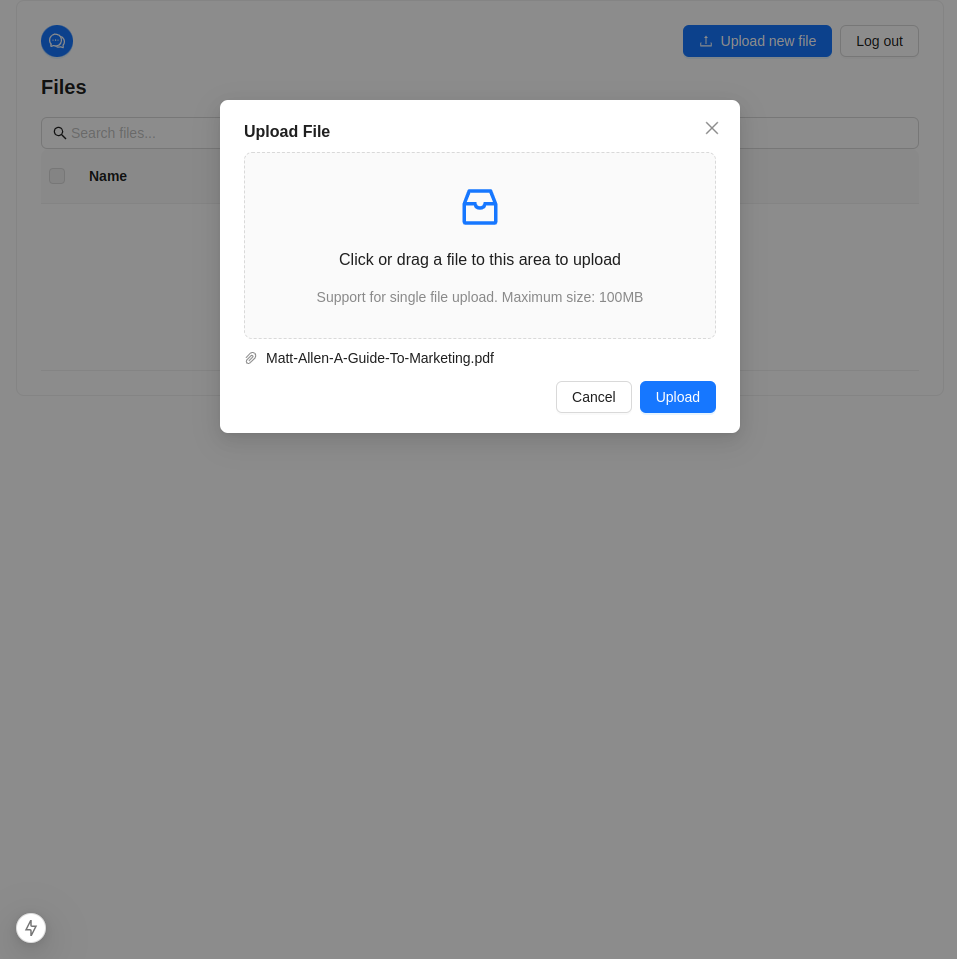 Upload new file
Log out
Files
Upload File
Search files...
Name
Click or drag a file to this area to upload
Support for single file upload. Maximum size: 100MB
Matt-Allen-A-Guide-To-Marketing.pdf
Cancel
Upload